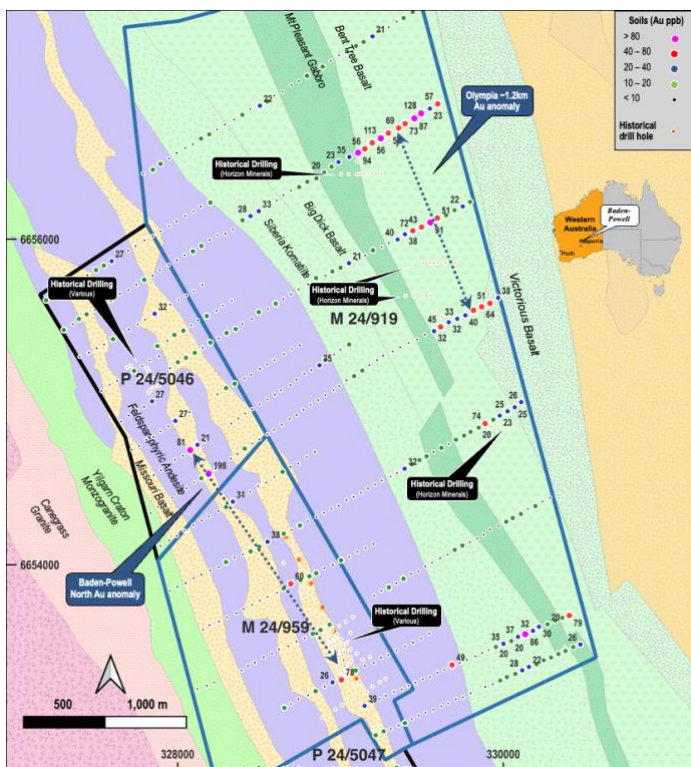 Soils (Au ppb)
> 80
40 – 80
20 – 40
10 – 20
< 10
Historical
drill hole
Mt Pleasant Gabbro
Bent Tree Basalt
21
22
57
128
23
69
87
73
113
56
56
94
35
23
20
Olympia ~1.2km
Au anomaly
Historical Drilling
(Horizon Minerals)
28
33
Siberia Komatiite
Big Dick Basalt
22
51
91
43
72
38
40
21
6656000
27
Historical Drilling
(Various)
Historical Drilling
(Horizon Minerals)
M 24/919
Victorious Basalt
Western
Australia
Baden-
Powell
Kalgoorlie
Perth
38
51
64
40
33
32
45
32
32
35
P 24/5046
27
27
Feldspar-phyric Andesite
81
21
198
Missouri Basalt
Yilgarn Craton
Monzogranite
Canegrass
Granite
26
25
25
23
74
20
32
Historical Drilling
(Horizon Minerals)
31
38
6654000
Baden-Powell
North Au anomaly
60
M 24/959
Historical Drilling
(Various)
78
26
39
49
35
37
32
20
79
20
20
86
30
26
28
22
500
1,000 m
P 24/5047
328000
330000